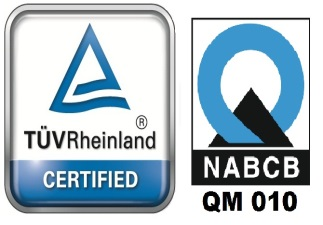 ®
TÜVRheinland
CERTIFIED
NABCB
QM 010